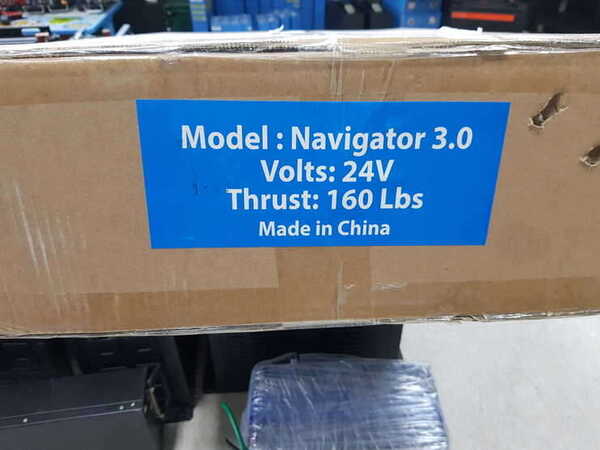 Model : Navigator 3.0
Volts: 24V
Thrust: 160 Lbs
Made in China